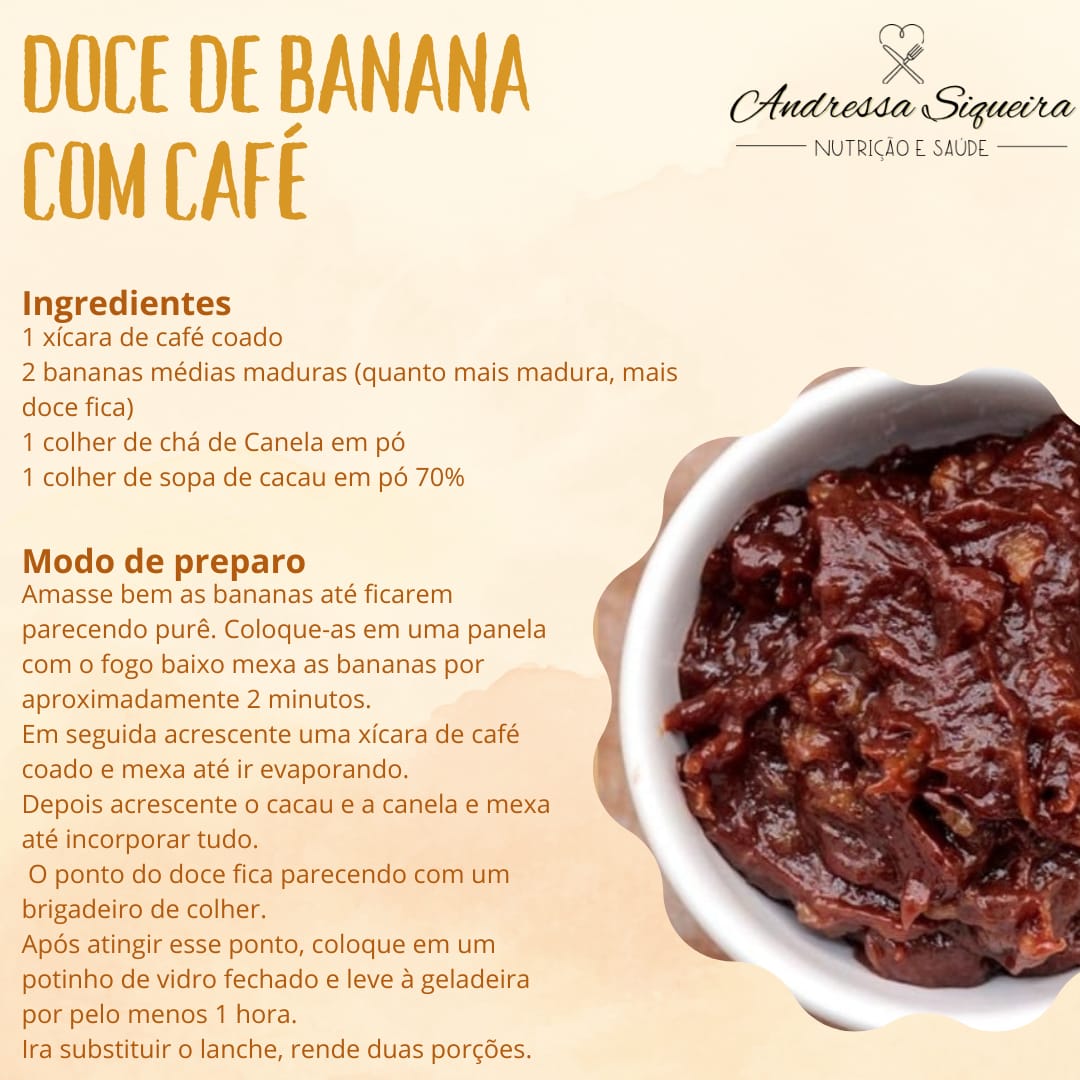 DOCE DE BANANA
COM CAFÉ
Andressa Siqueira
NUTRIÇÃO E SAÚDE
Ingredientes
1 xícara de café coado
2 bananas médias maduras (quanto mais madura, mais
doce fica)
1 colher de chá de Canela em pó
1 colher de sopa de cacau em pó 70%
Modo de preparo
Amasse bem as bananas até ficarem
parecendo purê. Coloque-as em uma panela
com o fogo baixo mexa as bananas por
aproximadamente 2 minutos.
Em seguida acrescente uma xícara de café
coado e mexa até ir evaporando.
Depois acrescente o cacau e a canela e mexa
até incorporar tudo.
O ponto do doce fica parecendo com um
brigadeiro de colher.
Após atingir esse ponto, coloque em um
potinho de vidro fechado e leve à geladeira
por pelo menos 1 hora.
Ira substituir o lanche, rende duas porções.